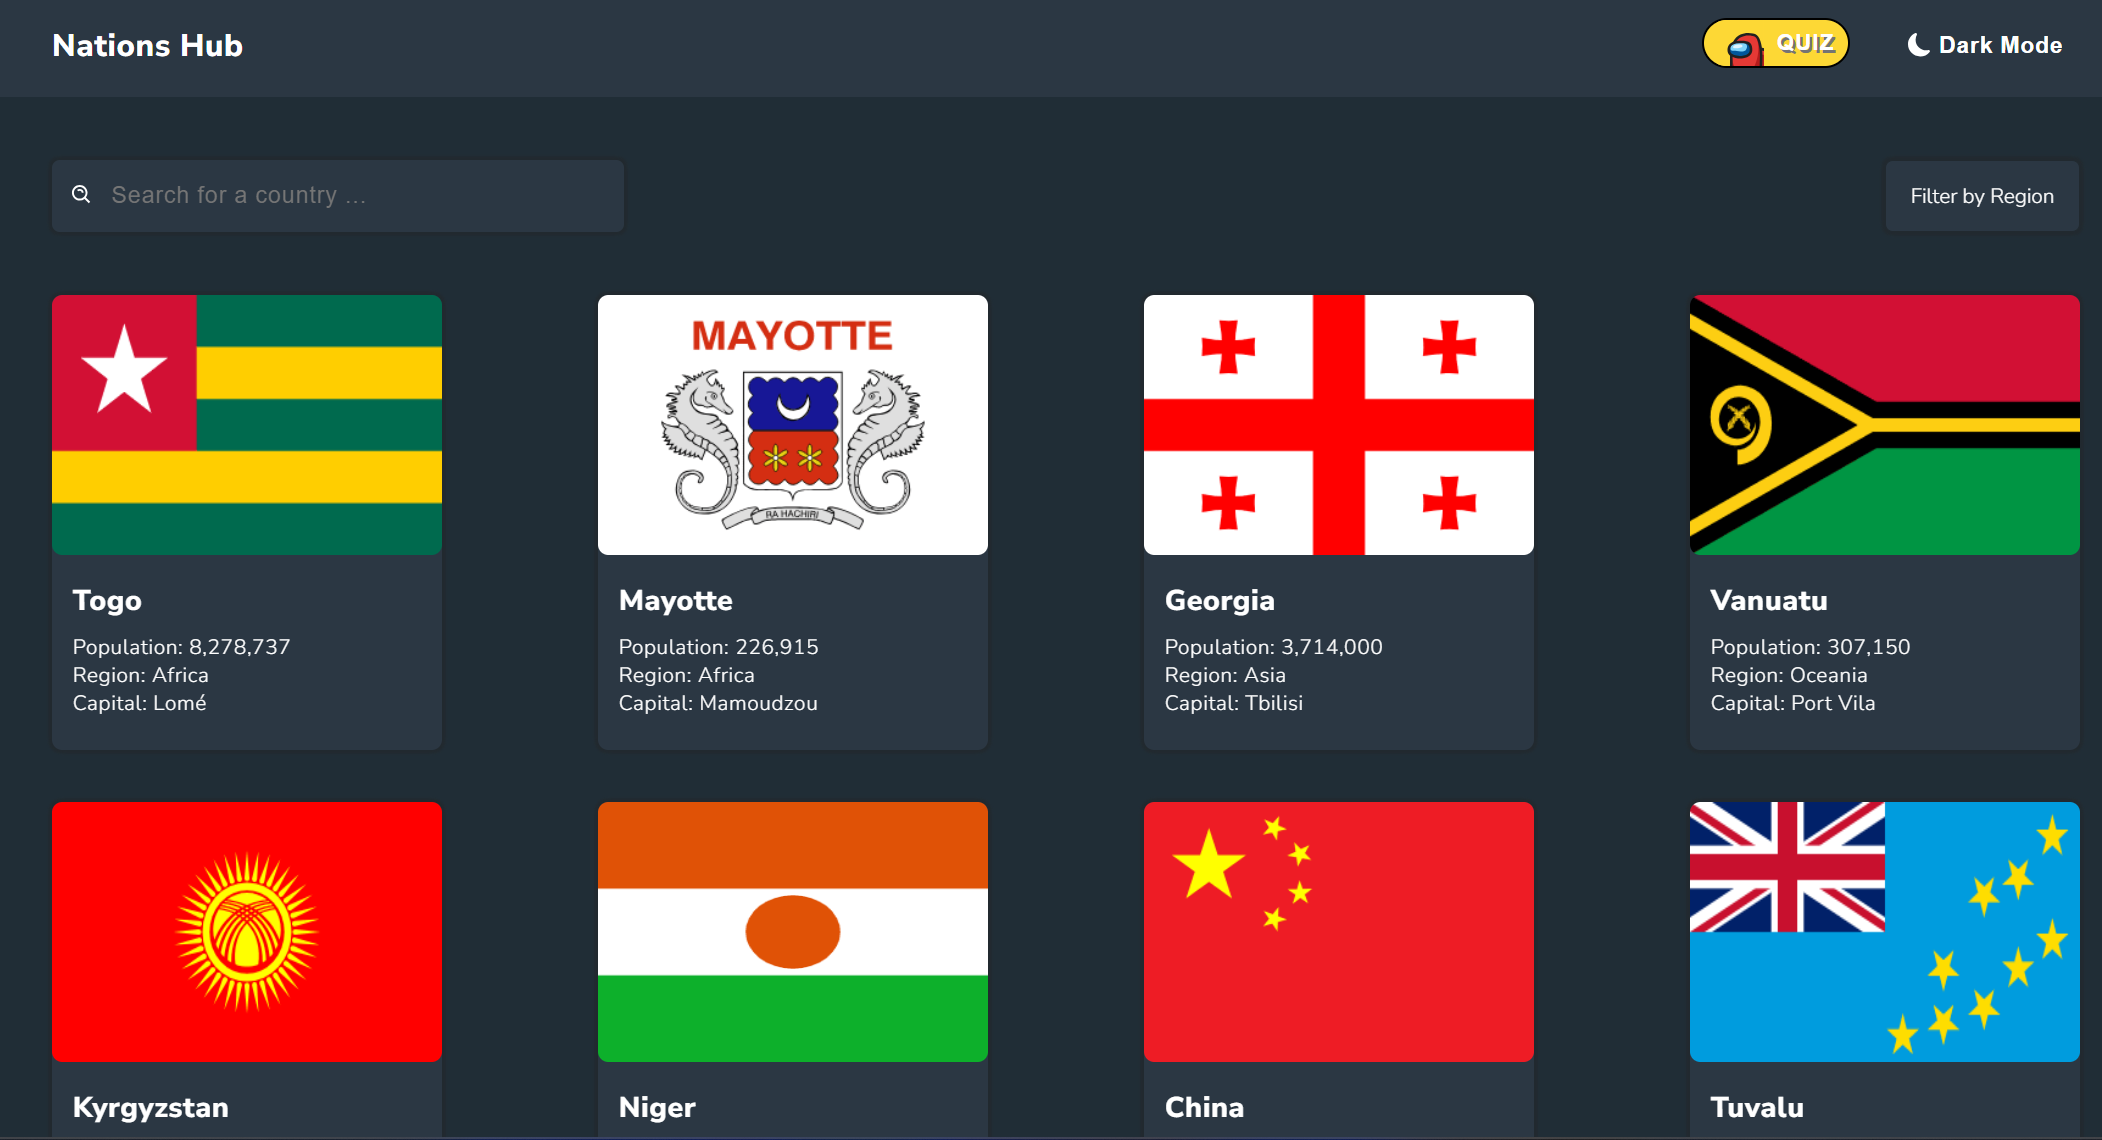 Nations Hub
QUIZ
Dark Mode
Search for a country ...
Filter by Region
MAYOTTE
RA HACHIRI
Togo
Population: 8,278,737
Region: Africa
Capital: Lomé
Mayotte
Population: 226,915
Region: Africa
Capital: Mamoudzou
Georgia
Population: 3,714,000
Region: Asia
Capital: Tbilisi
Vanuatu
Population: 307,150
Region: Oceania
Capital: Port Vila
Kyrgyzstan
Niger
China
Tuvalu